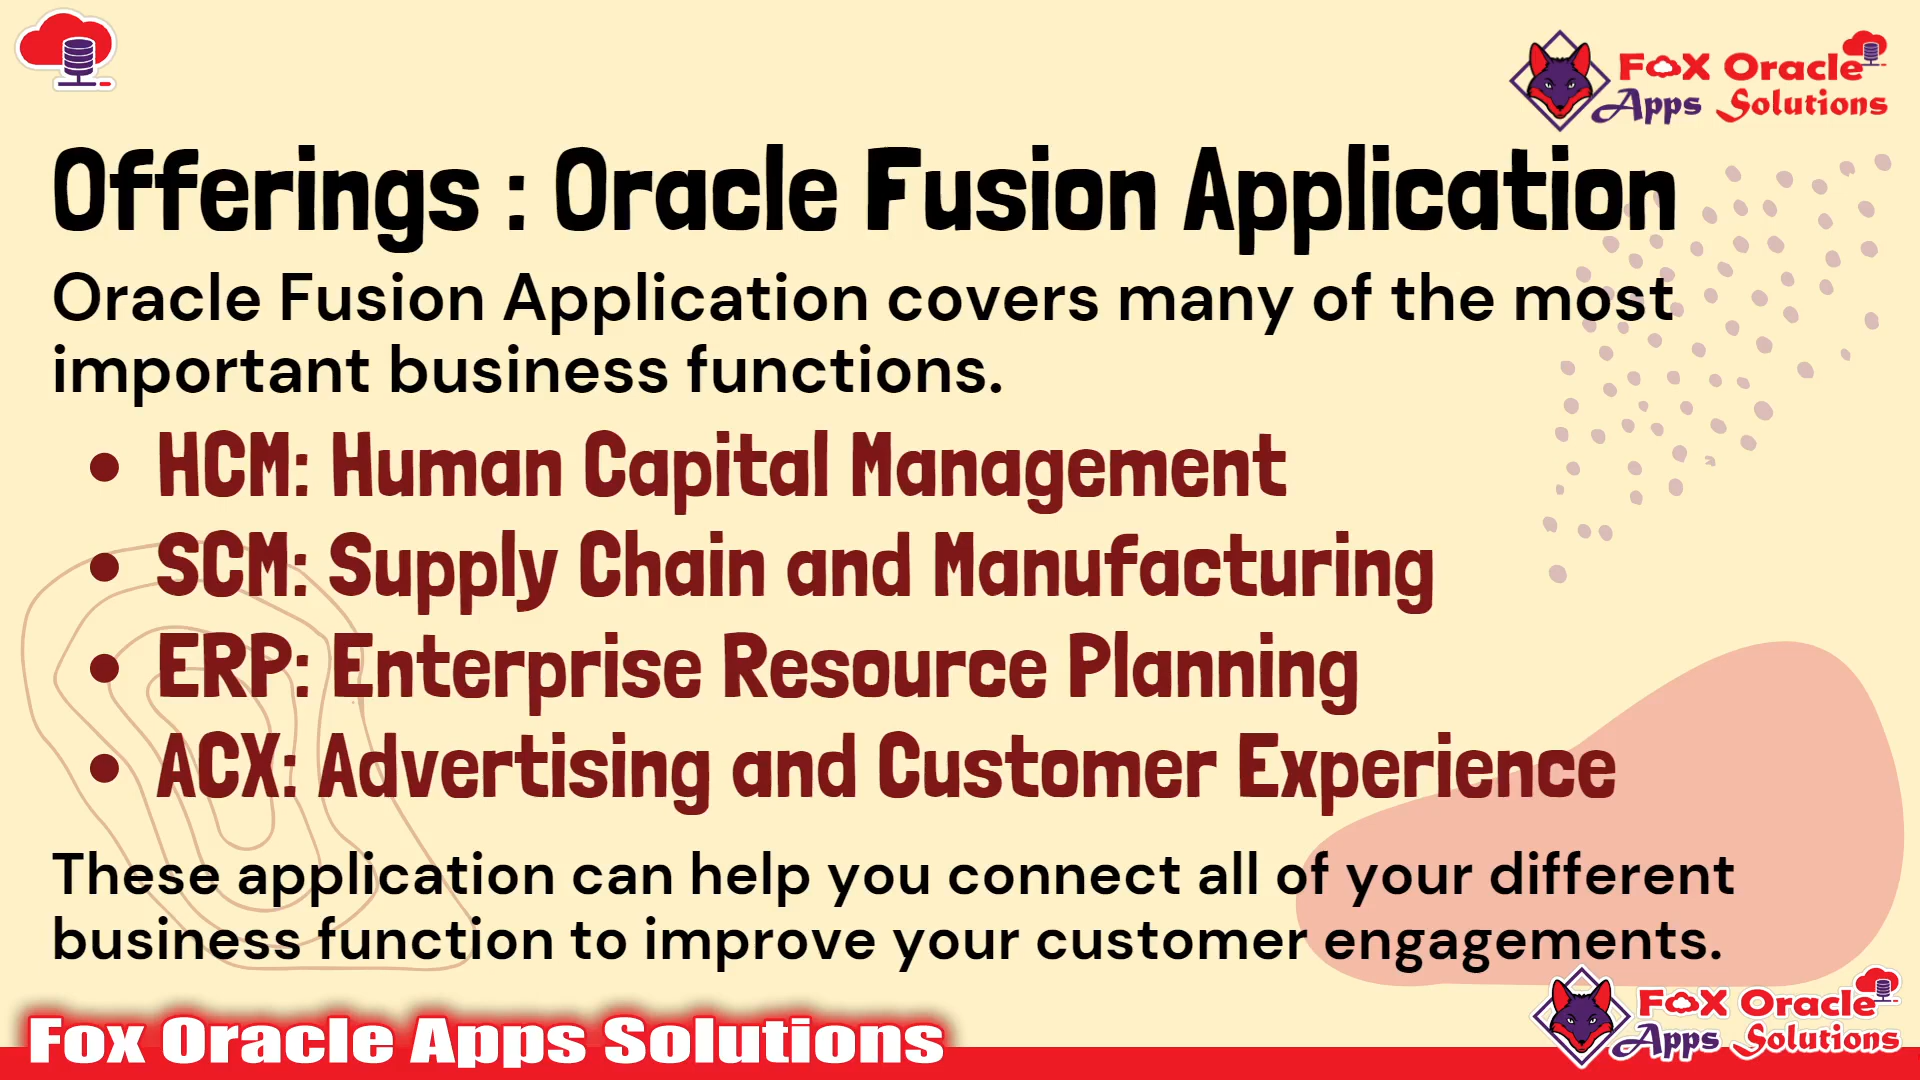 FoX Oracle
Apps Solutions
Offerings : Oracle Fusion Application
Oracle Fusion Application covers many of the most
important business functions.
• HCM: Human Capital Management
• SCM: Supply Chain and Manufacturing
• ERP: Enterprise Resource Planning
• ACX: Advertising and Customer Experience
These application can help you connect all of your different
business function to improve your customer engagements.
Fox Oracle Apps Solutions
FoX Oracle
Apps Solutions